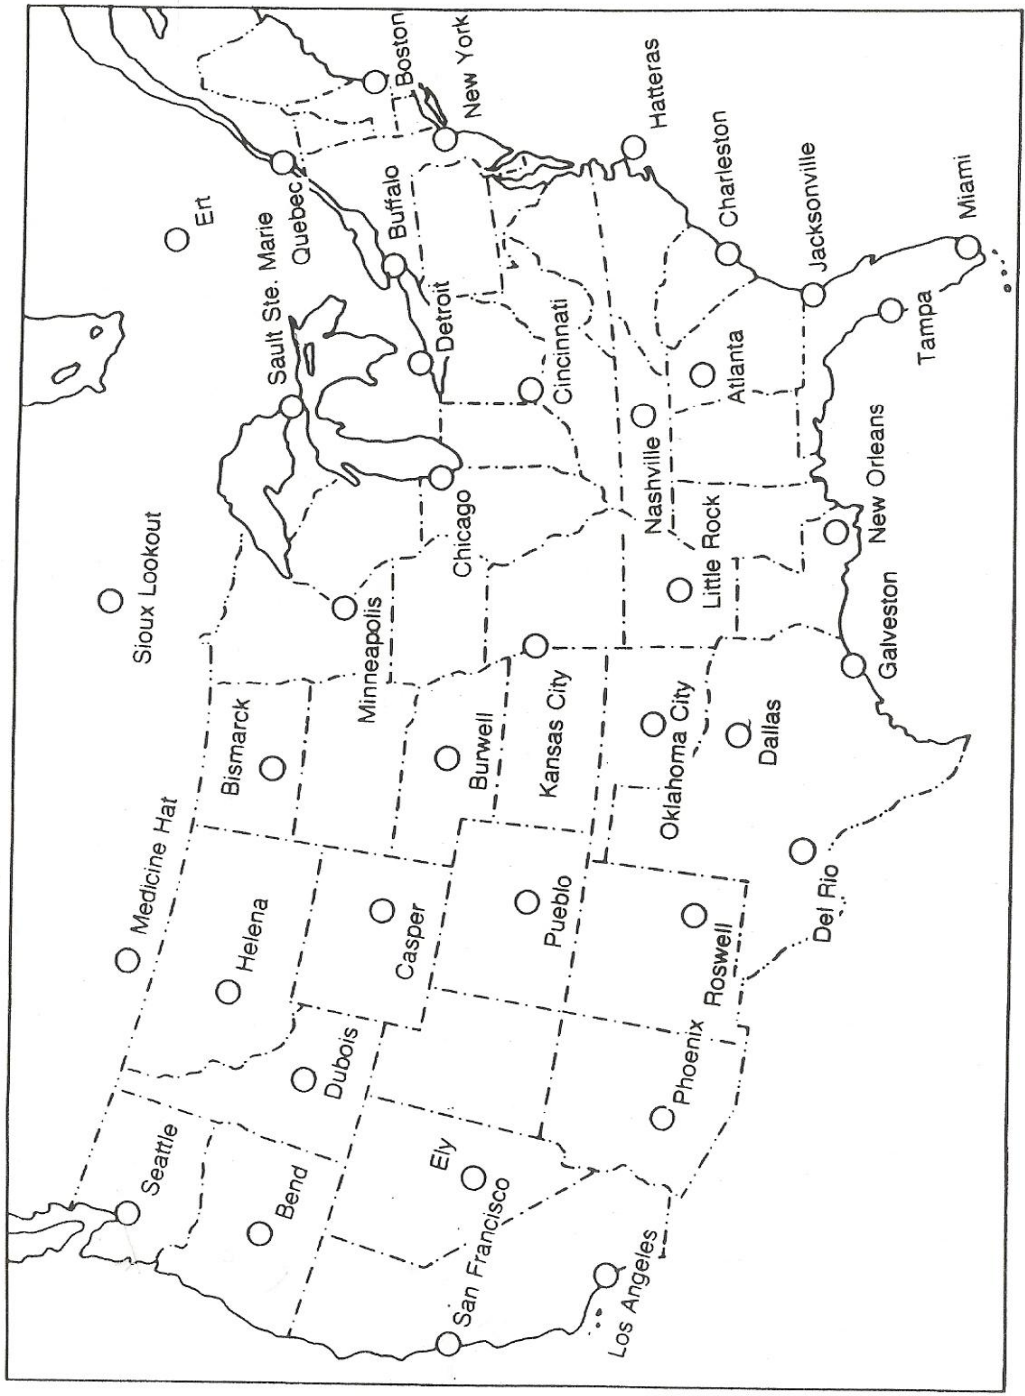 Seattle
Medicine Hat
Sioux Lookout
Ert
Sault Ste. Marie
Quebec
Bend
Helena
Bismarck
Dubois
Minneapolis
Buffalo
Boston
Detroit
New York
San Francisco
Ely
Casper
Burwell
Chicago
Cincinnati
Pueblo
Kansas City
Hatteras
Los Angeles
Phoenix
Roswell
Oklahoma City
Nashville
Little Rock
Atlanta
Charleston
Dallas
Del Rio
Jacksonville
Galveston
New Orleans
Tampa
Miami